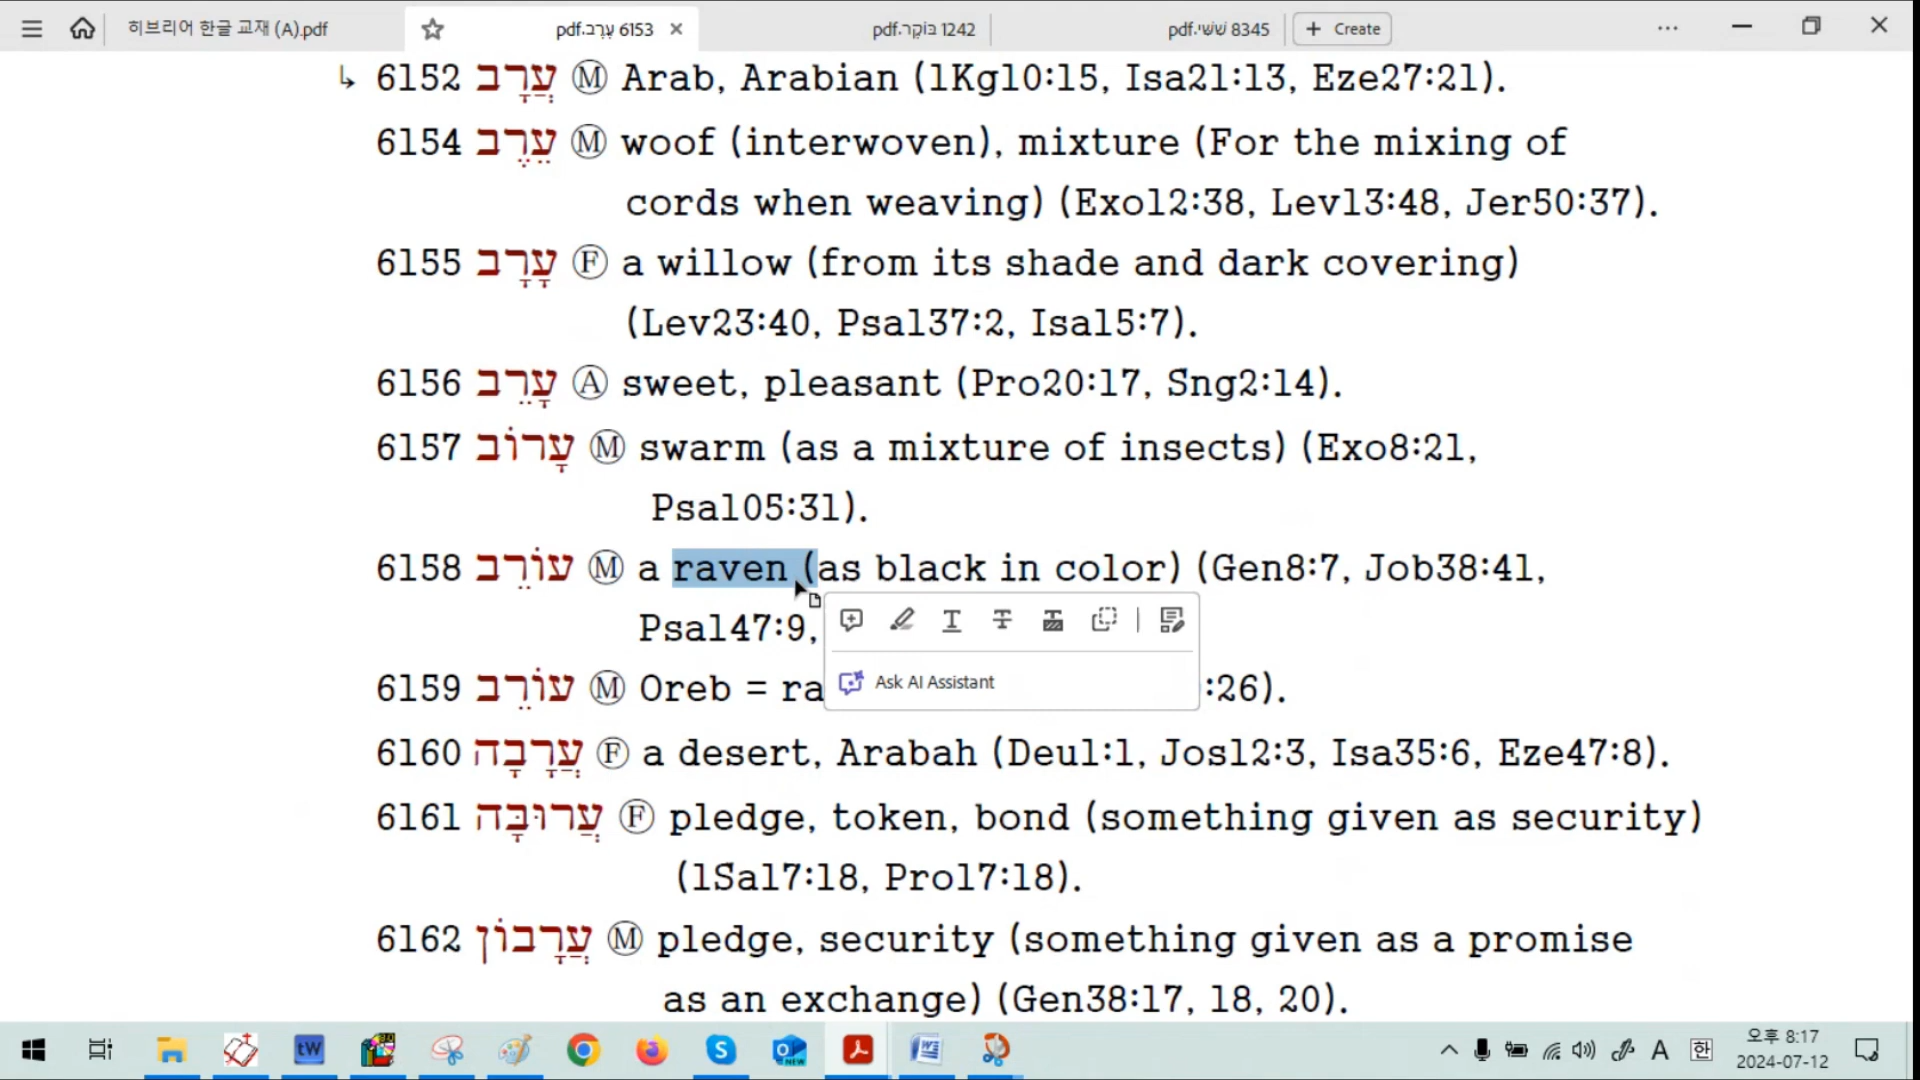 히브리어 한글 교재 (A).pdf
6153 עֶרֶב.pdf
1242 בּוֹקֶר.pdf
8345 שִׁשִּׁי.pdf
+ Create
↳ 6152 עֲרָב Ⓜ Arab, Arabian (1Kg10:15, Isa21:13, Eze27:21).
6154 עֵרֶב Ⓜ woof (interwoven), mixture (For the mixing of
cords when weaving) (Exo12:38, Lev13:48, Jer50:37).
6155 עָרָב Ⓕ a willow (from its shade and dark covering)
(Lev23:40, Psa137:2, Isa15:7).
6156 עָרֵב Ⓐ sweet, pleasant (Pro20:17, Sng2:14).
6157 עָרוֹב Ⓜ swarm (as a mixture of insects) (Exo8:21,
Psa105:31).
6158 עוֹרֵב Ⓜ a raven (as black in color) (Gen8:7, Job38:41,
Psa147:9,
Ask AI Assistant
6159 עוֹרֵב Ⓜ Oreb = ra :26).
6160 עֲרָבָה Ⓕ a desert, Arabah (Deu1:1, Jos12:3, Isa35:6, Eze47:8).
6161 עֲרוּבָּה Ⓕ pledge, token, bond (something given as security)
(1Sa17:18, Pro17:18).
6162 עֲרָבוֹן Ⓜ pledge, security (something given as a promise
as an exchange) (Gen38:17, 18, 20).
tW
S
NEW
A
한
오후 8:17
2024-07-12